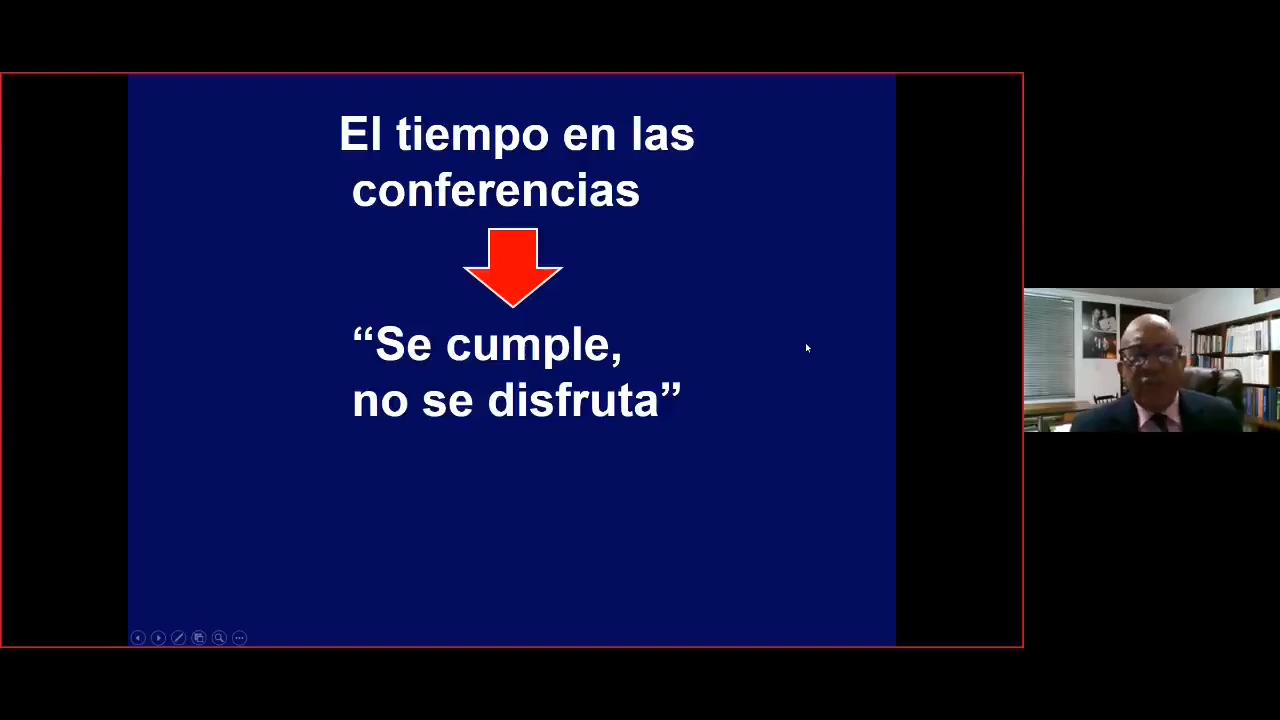 El tiempo en las
conferencias
“Se cumple,
no se disfruta”